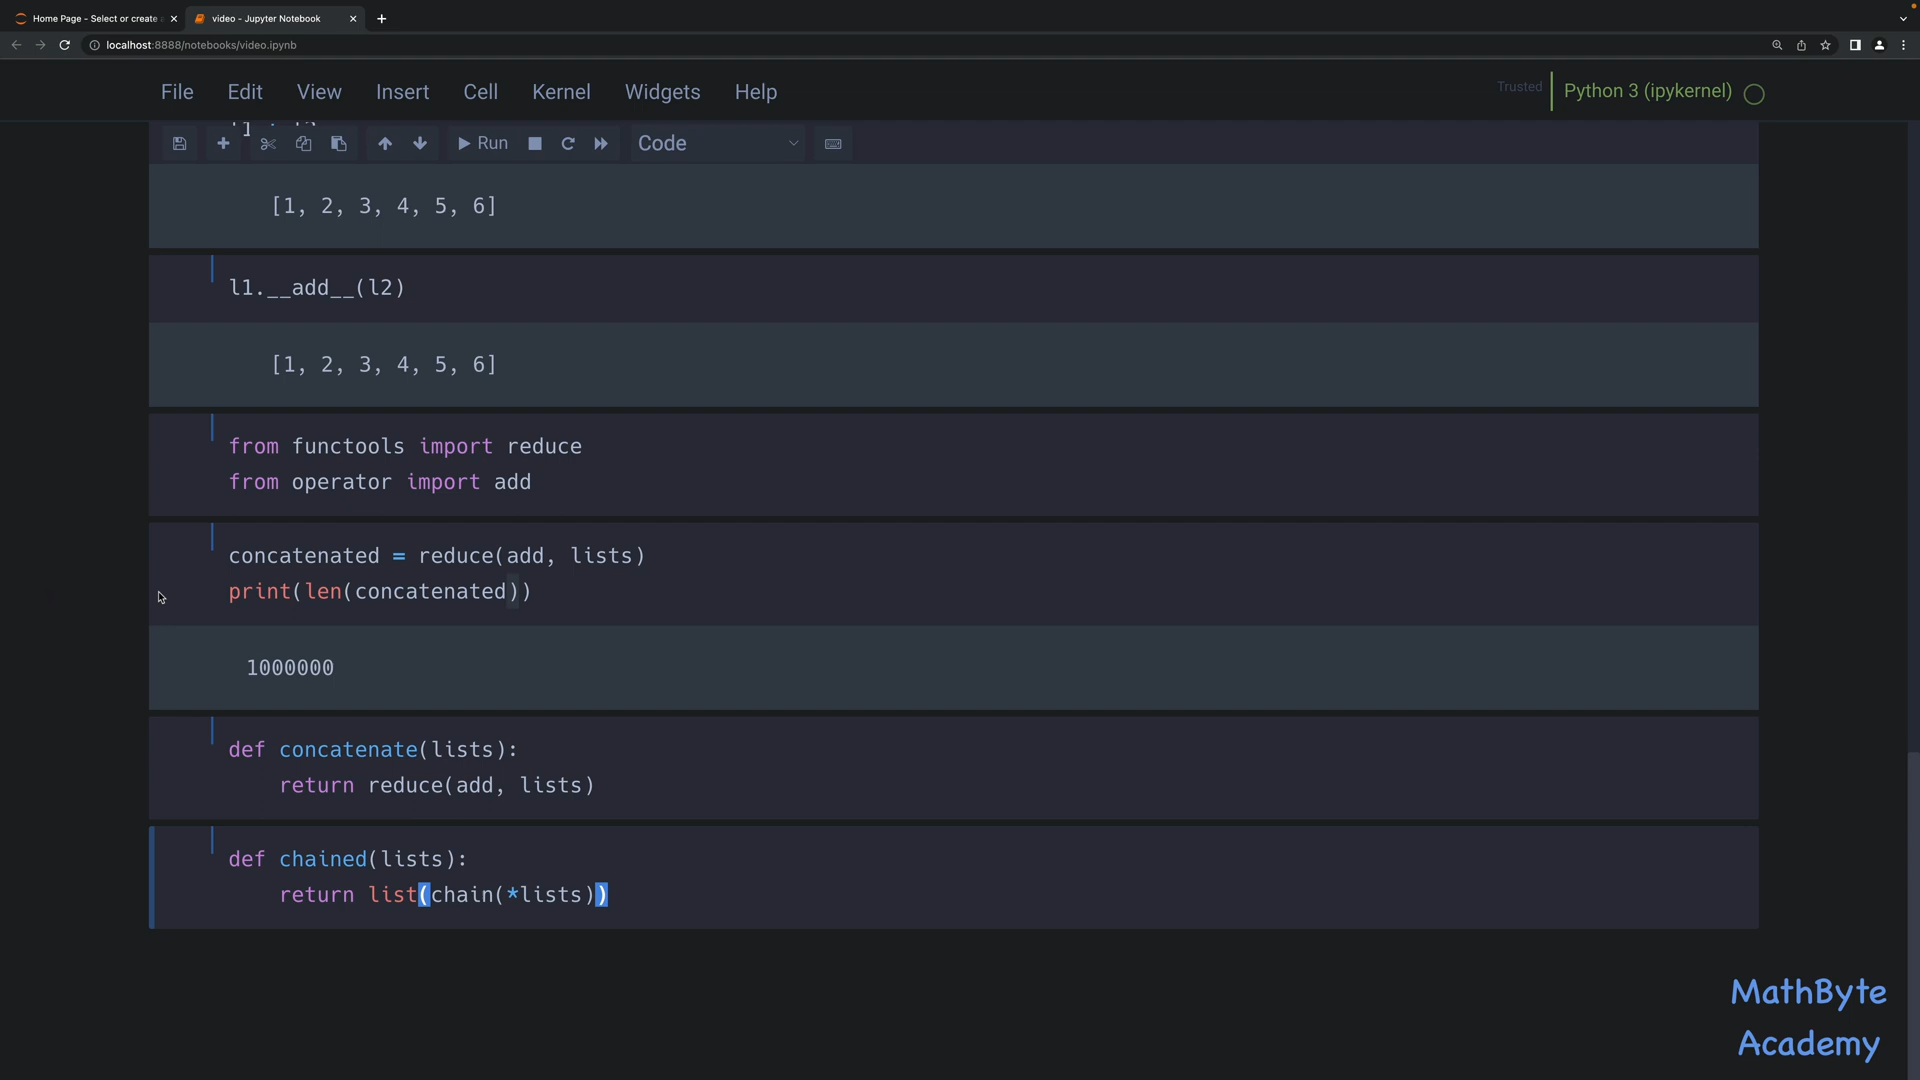 Home Page - Select or create
video - Jupyter Notebook
localhost:8888/notebooks/video.ipynb
File Edit View Insert Cell Kernel Widgets Help
Trusted
Python 3 (ipykernel)
Run
Code
[1, 2, 3, 4, 5, 6]
l1.__add__(l2)
[1, 2, 3, 4, 5, 6]
from functools import reduce
from operator import add
concatenated = reduce(add, lists)
print(len(concatenated))
1000000
def concatenate(lists):
    return reduce(add, lists)
def chained(lists):
    return list(chain(*lists))
MathByte
Academy